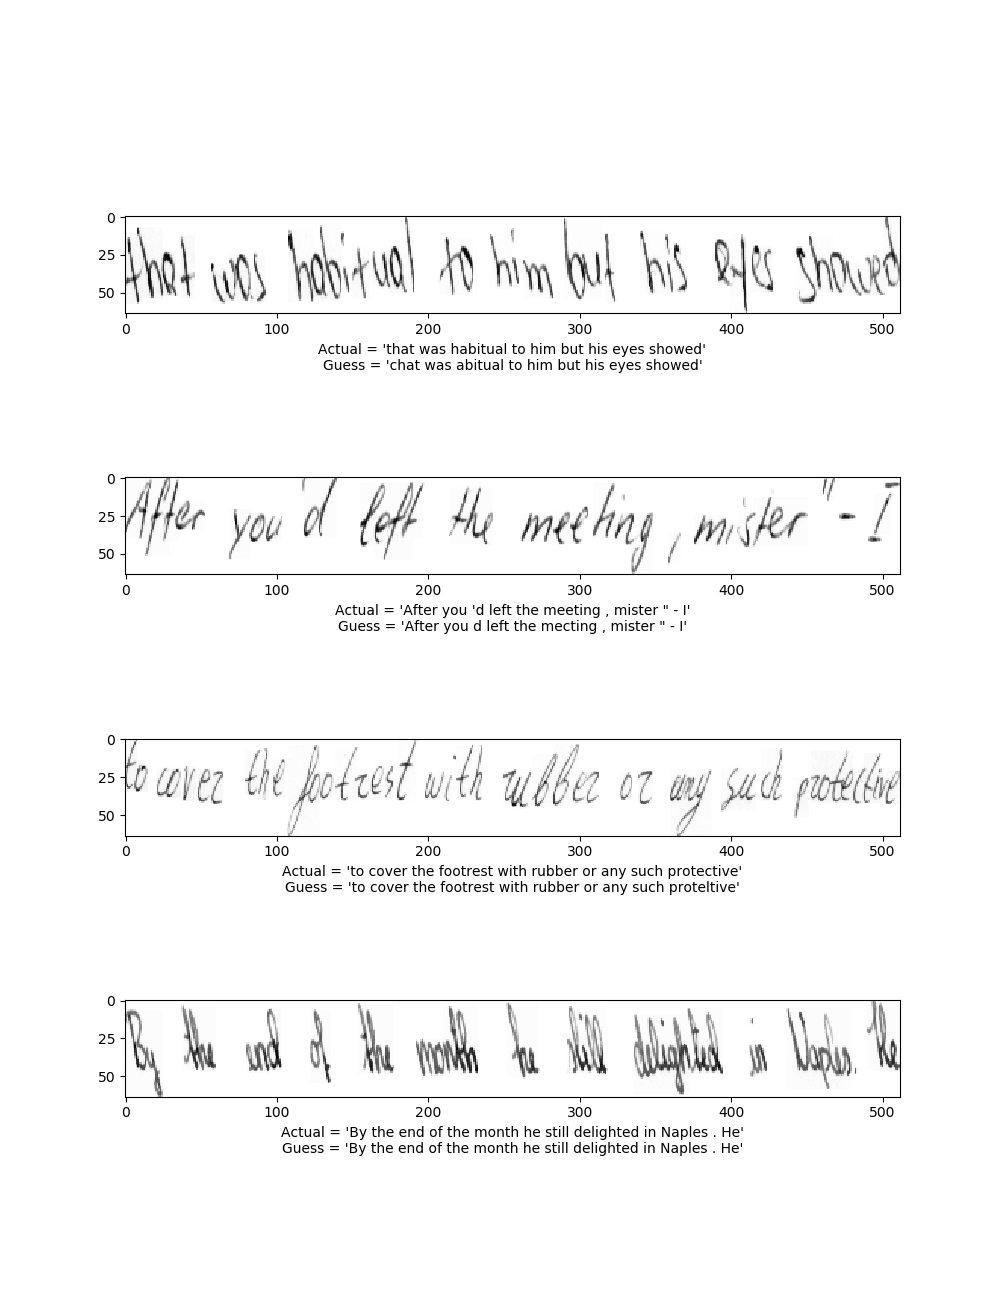 0
25
50
that was habitual to him but his eyes showed
0 100 200 300 400 500
Actual = 'that was habitual to him but his eyes showed'
Guess = 'chat was abitual to him but his eyes showed'
0
25
50
After you 'd left the meeting , mister " - I
0 100 200 300 400 500
Actual = 'After you 'd left the meeting , mister " - I'
Guess = 'After you d left the mecting , mister " - I'
0
25
50
to cover the footrest with rubber or any such protective
0 100 200 300 400 500
Actual = 'to cover the footrest with rubber or any such protective'
Guess = 'to cover the footrest with rubber or any such proteltive'
0
25
50
By the end of the month he still delighted in Naples . He
0 100 200 300 400 500
Actual = 'By the end of the month he still delighted in Naples . He'
Guess = 'By the end of the month he still delighted in Naples . He'